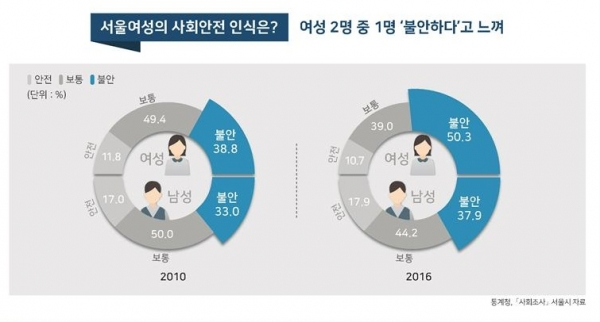 서울여성의 사회안전 인식은?
여성 2명 중 1명 '불안하다'고 느껴
안전 보통 불안
(단위 : %)
보통
49.4
불안
38.8
안전
11.8
여성
남성
안전
17.0
불안
33.0
50.0
보통
2010
보통
39.0
불안
50.3
안전
10.7
여성
남성
안전
17.9
불안
37.9
44.2
보통
2016
통계청, 「사회조사」 서울시 자료